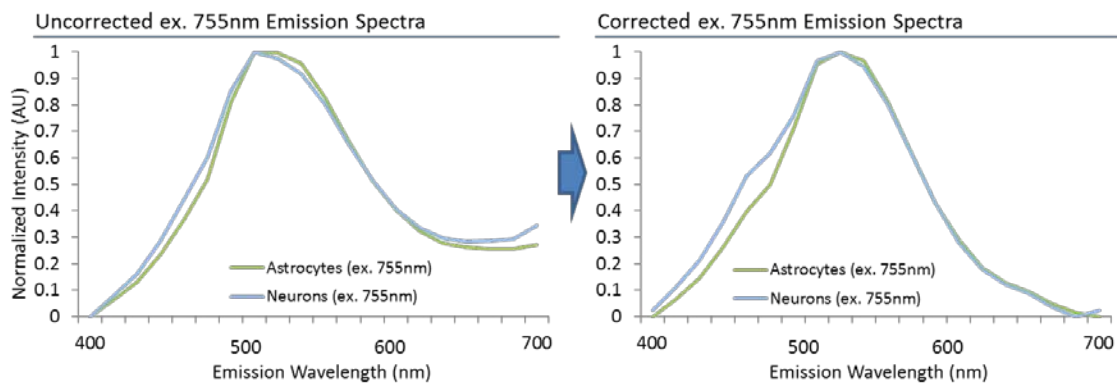 Uncorrected ex. 755nm Emission Spectra
Normalized Intensity (AU)
1
0.9
0.8
0.7
0.6
0.5
0.4
0.3
0.2
0.1
0
Astrocytes (ex. 755nm)
Neurons (ex. 755nm)
400 500 600 700
Emission Wavelength (nm)
Corrected ex. 755nm Emission Spectra
1
0.9
0.8
0.7
0.6
0.5
0.4
0.3
0.2
0.1
0
Astrocytes (ex. 755nm)
Neurons (ex. 755nm)
400 500 600 700
Emission Wavelength (nm)